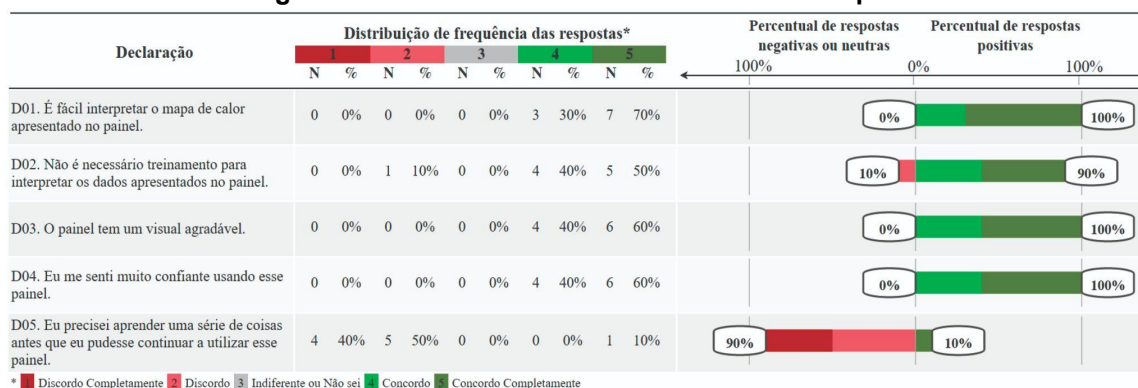 Declaração
Distribuição de frequência das respostas*
1 2 3 4 5
N % N % N % N % N %
Percentual de respostas
negativas ou neutras
Percentual de respostas
positivas
100% 0% 100%
D01. É fácil interpretar o mapa de calor
apresentado no painel.
0 0% 0 0% 0 0% 3 30% 7 70%
0% 100%
D02. Não é necessário treinamento para
interpretar os dados apresentados no painel.
0 0% 1 10% 0 0% 4 40% 5 50%
10% 90%
D03. O painel tem um visual agradável.
0 0% 0 0% 0 0% 4 40% 6 60%
0% 100%
D04. Eu me senti muito confiante usando esse
painel.
0 0% 0 0% 0 0% 4 40% 6 60%
0% 100%
D05. Eu precisei aprender uma série de coisas
antes que eu pudesse continuar a utilizar esse
painel.
4 40% 5 50% 0 0% 0 0% 1 10%
90% 10%
* 1 Discordo Completamente 2 Discordo 3 Indiferente ou Não sei 4 Concordo 5 Concordo Completamente